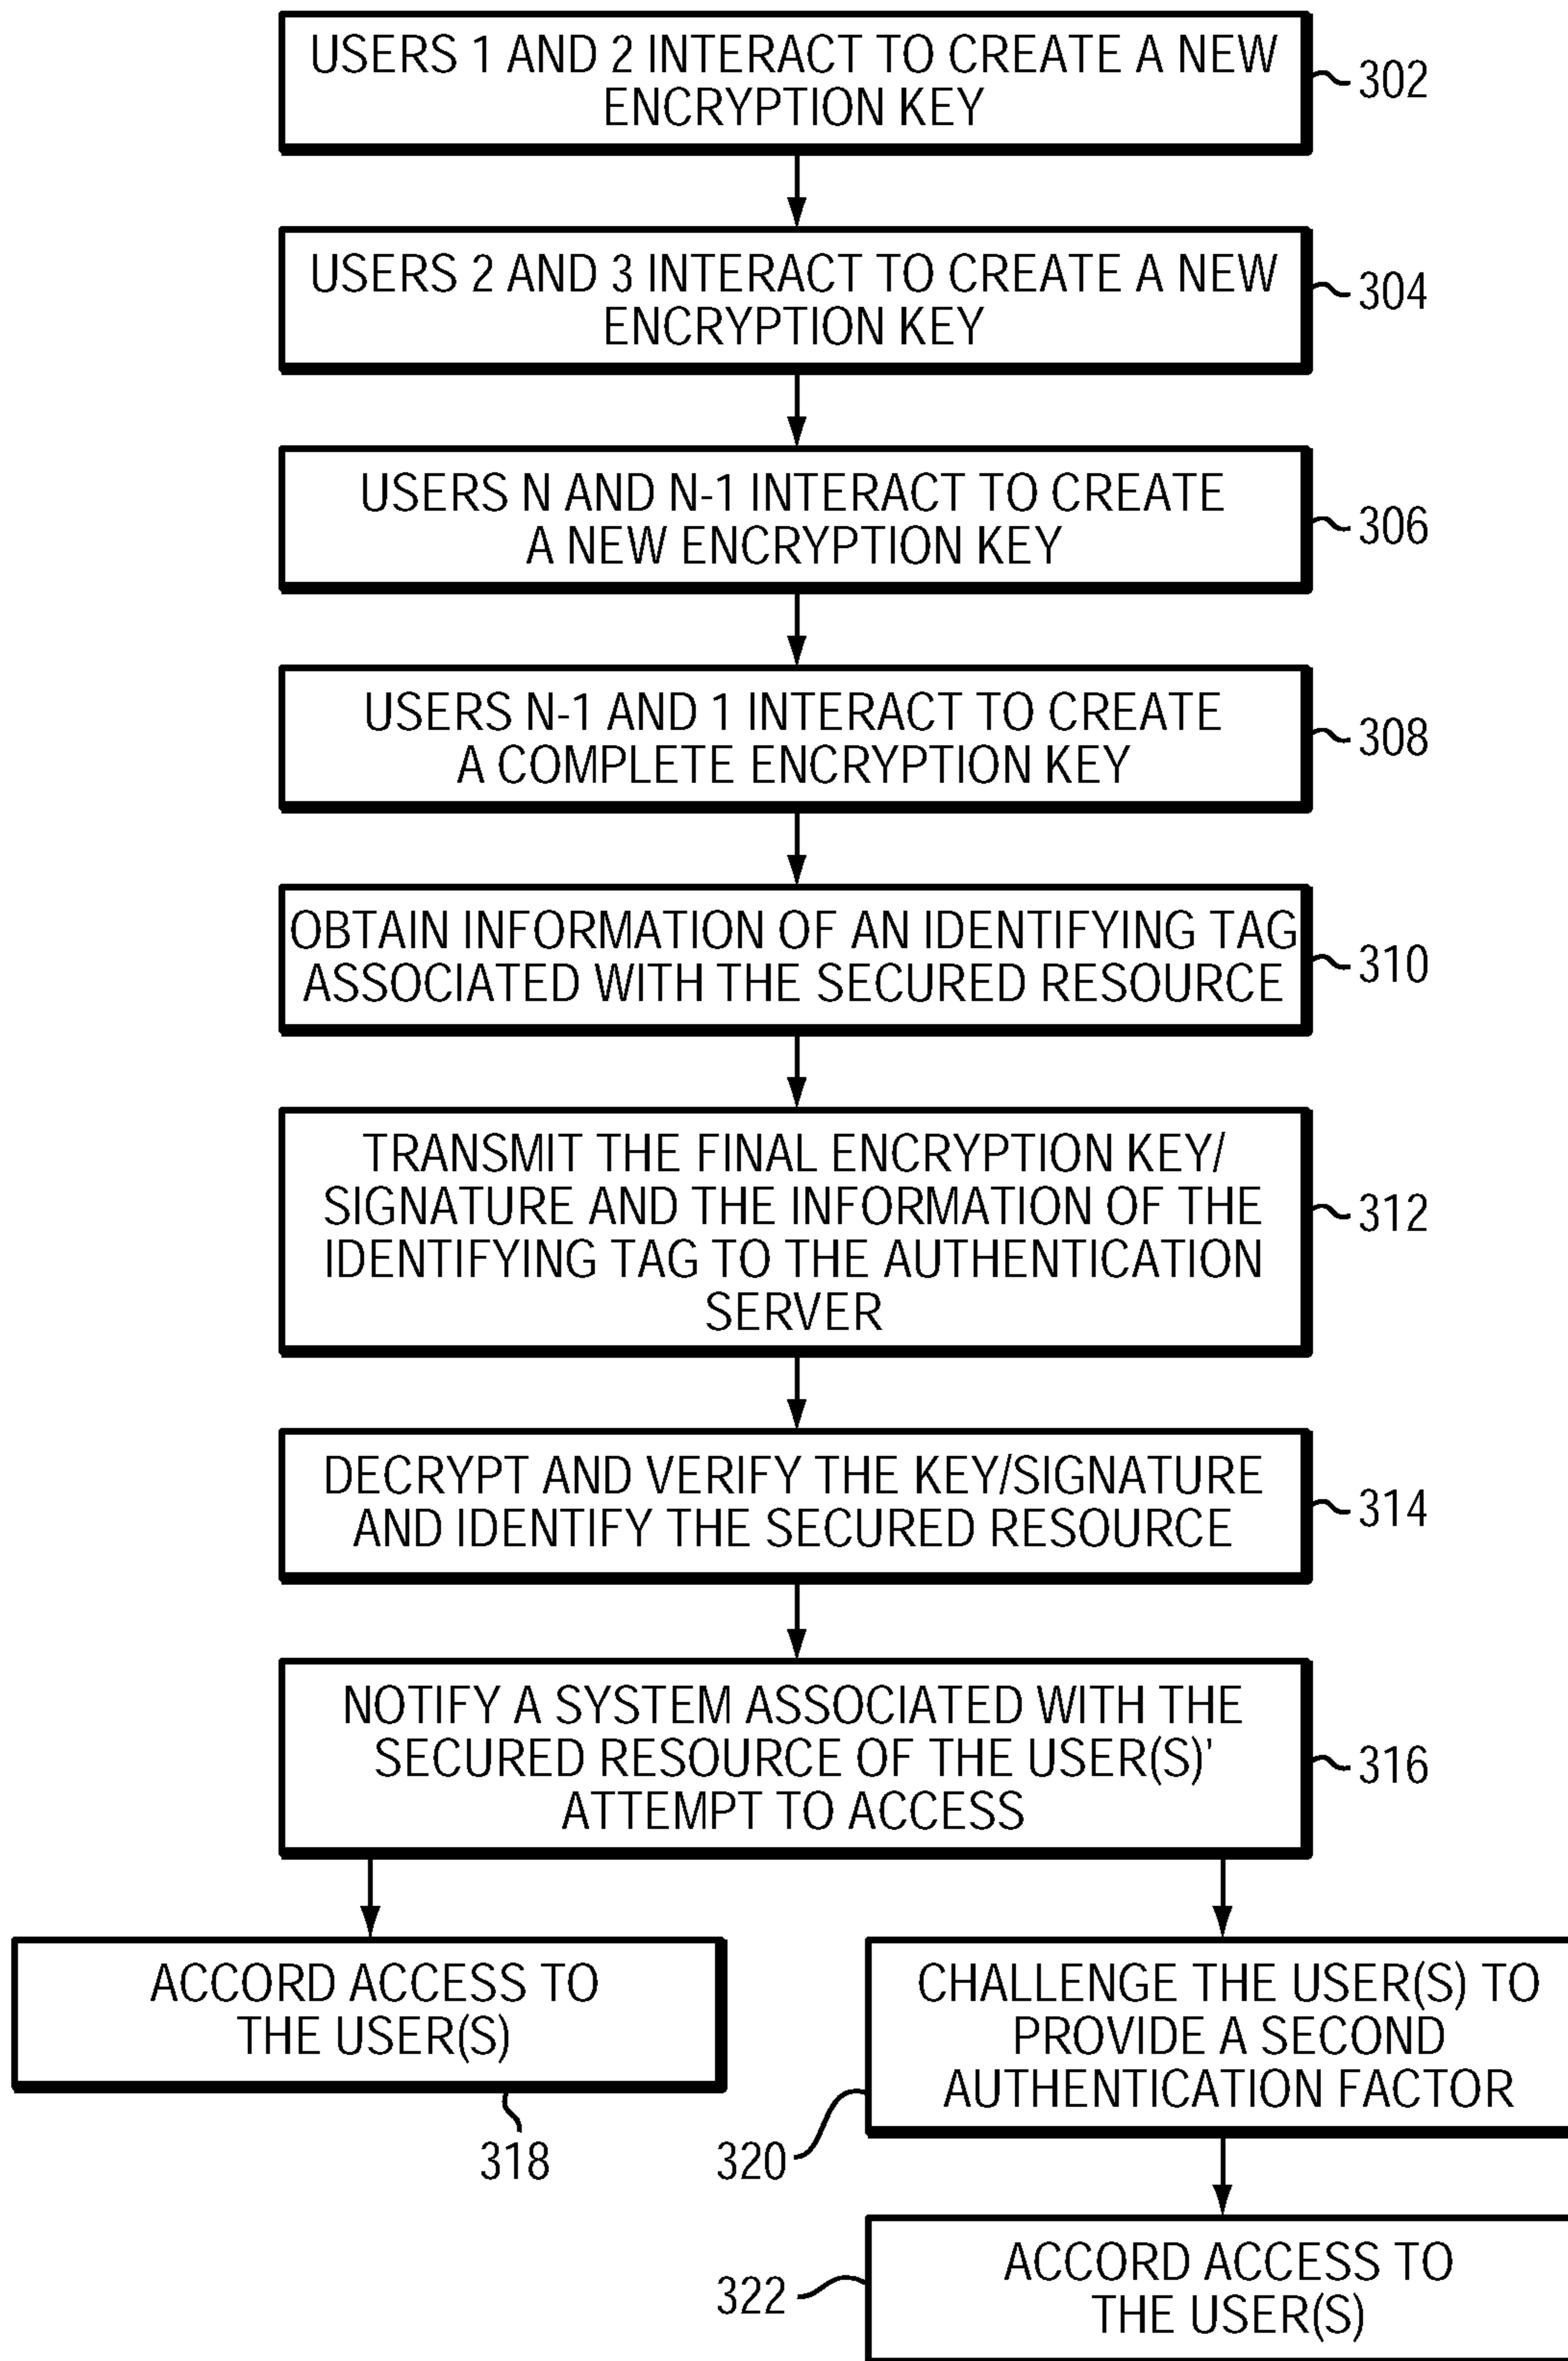 USERS 1 AND 2 INTERACT TO CREATE A NEW
ENCRYPTION KEY
302
USERS 2 AND 3 INTERACT TO CREATE A NEW
ENCRYPTION KEY
304
USERS N AND N-1 INTERACT TO CREATE
A NEW ENCRYPTION KEY
306
USERS N-1 AND 1 INTERACT TO CREATE
A COMPLETE ENCRYPTION KEY
308
OBTAIN INFORMATION OF AN IDENTIFYING TAG
ASSOCIATED WITH THE SECURED RESOURCE
310
TRANSMIT THE FINAL ENCRYPTION KEY/
SIGNATURE AND THE INFORMATION OF THE
IDENTIFYING TAG TO THE AUTHENTICATION
SERVER
312
DECRYPT AND VERIFY THE KEY/SIGNATURE
AND IDENTIFY THE SECURED RESOURCE
314
NOTIFY A SYSTEM ASSOCIATED WITH THE
SECURED RESOURCE OF THE USER(S)'
ATTEMPT TO ACCESS
316
ACCORD ACCESS TO
THE USER(S)
318
CHALLENGE THE USER(S) TO
PROVIDE A SECOND
AUTHENTICATION FACTOR
320
ACCORD ACCESS TO
THE USER(S)
322